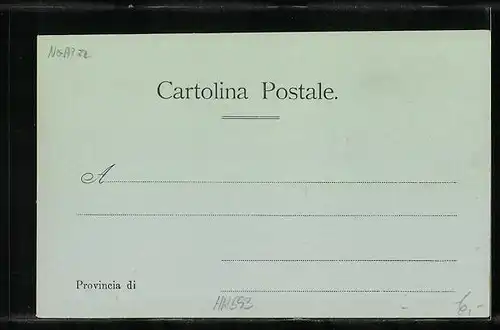 Cartolina Postale.
A
Provincia di